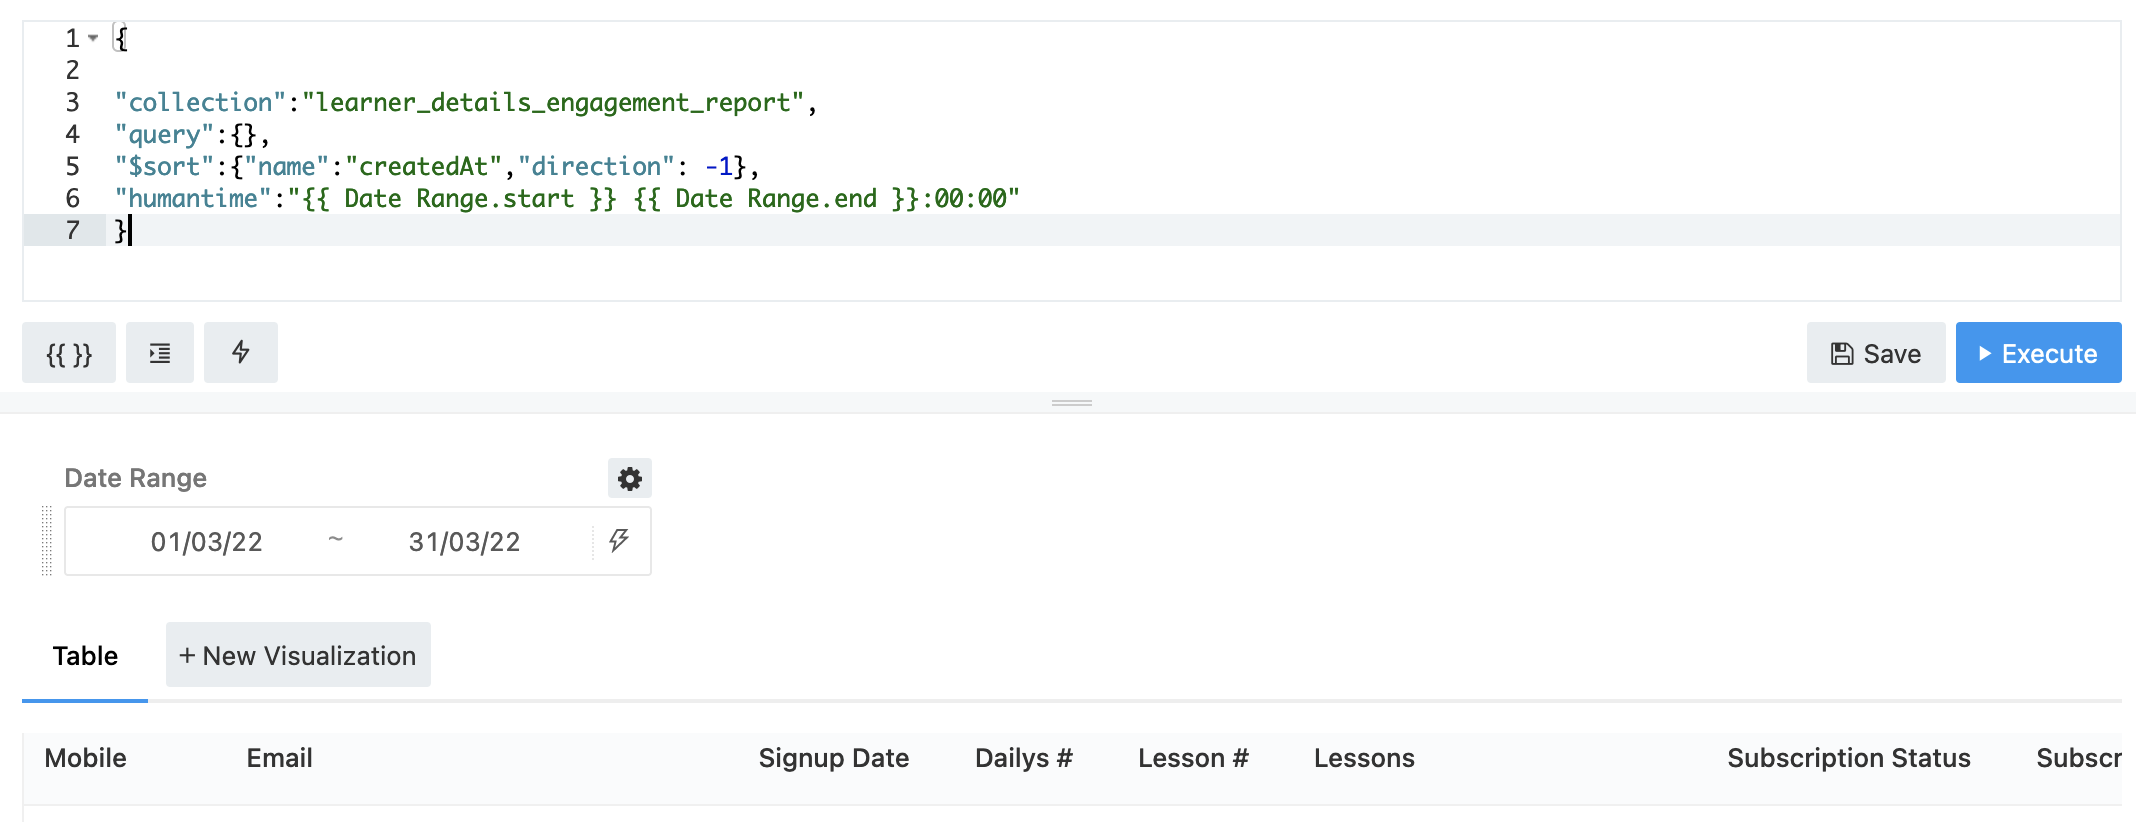 1 {
2
3 "collection":"learner_details_engagement_report",
4 "query":{},
5 "$sort":{"name":"createdAt","direction": -1},
6 "humantime":"{{ Date Range.start }} {{ Date Range.end }}:00:00"
7 }
{{ }} Save Execute
Date Range
01/03/22 ~ 31/03/22
Table + New Visualization
Mobile Email Signup Date Dailys # Lesson # Lessons Subscription Status Subscr